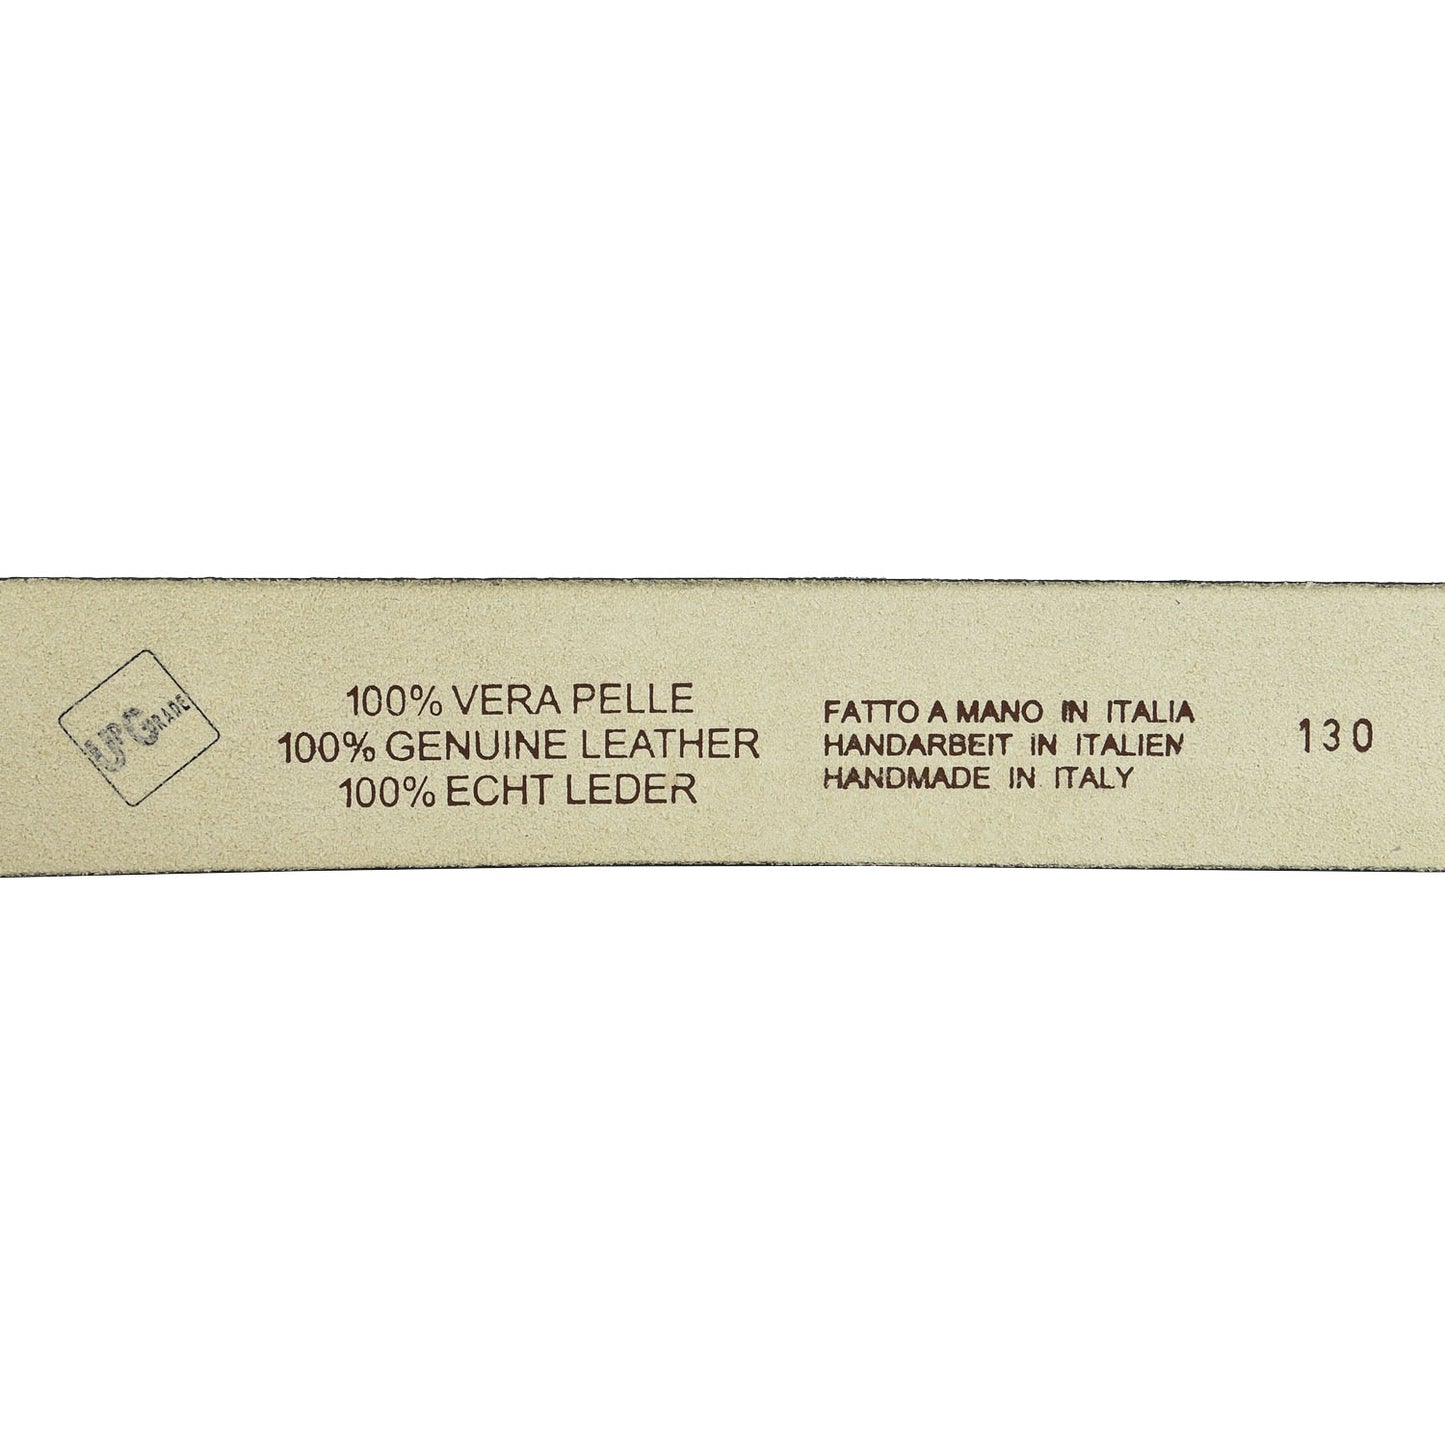 UPGRADE
100% VERA PELLE
100% GENUINE LEATHER
100% ECHT LEDER
FATTO A MANO IN ITALIA
HANDARBEIT IN ITALIEN
HANDMADE IN ITALY
130